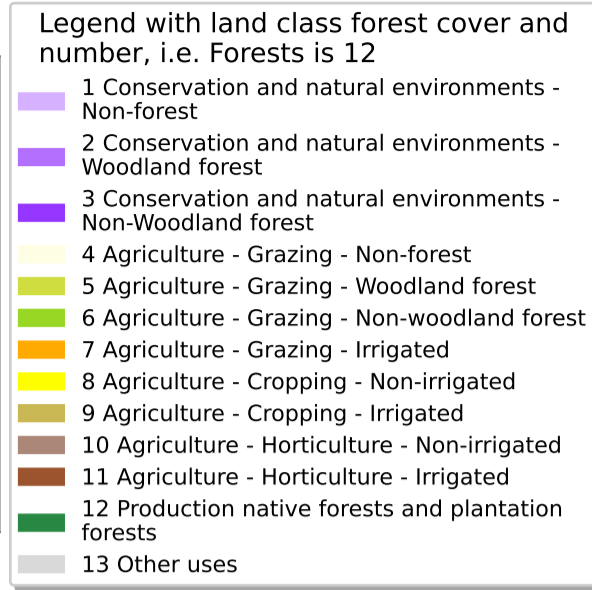 Legend with land class forest cover and
number, i.e. Forests is 12
1 Conservation and natural environments -
Non-forest
2 Conservation and natural environments -
Woodland forest
3 Conservation and natural environments -
Non-Woodland forest
4 Agriculture - Grazing - Non-forest
5 Agriculture - Grazing - Woodland forest
6 Agriculture - Grazing - Non-woodland forest
7 Agriculture - Grazing - Irrigated
8 Agriculture - Cropping - Non-irrigated
9 Agriculture - Cropping - Irrigated
10 Agriculture - Horticulture - Non-irrigated
11 Agriculture - Horticulture - Irrigated
12 Production native forests and plantation
forests
13 Other uses